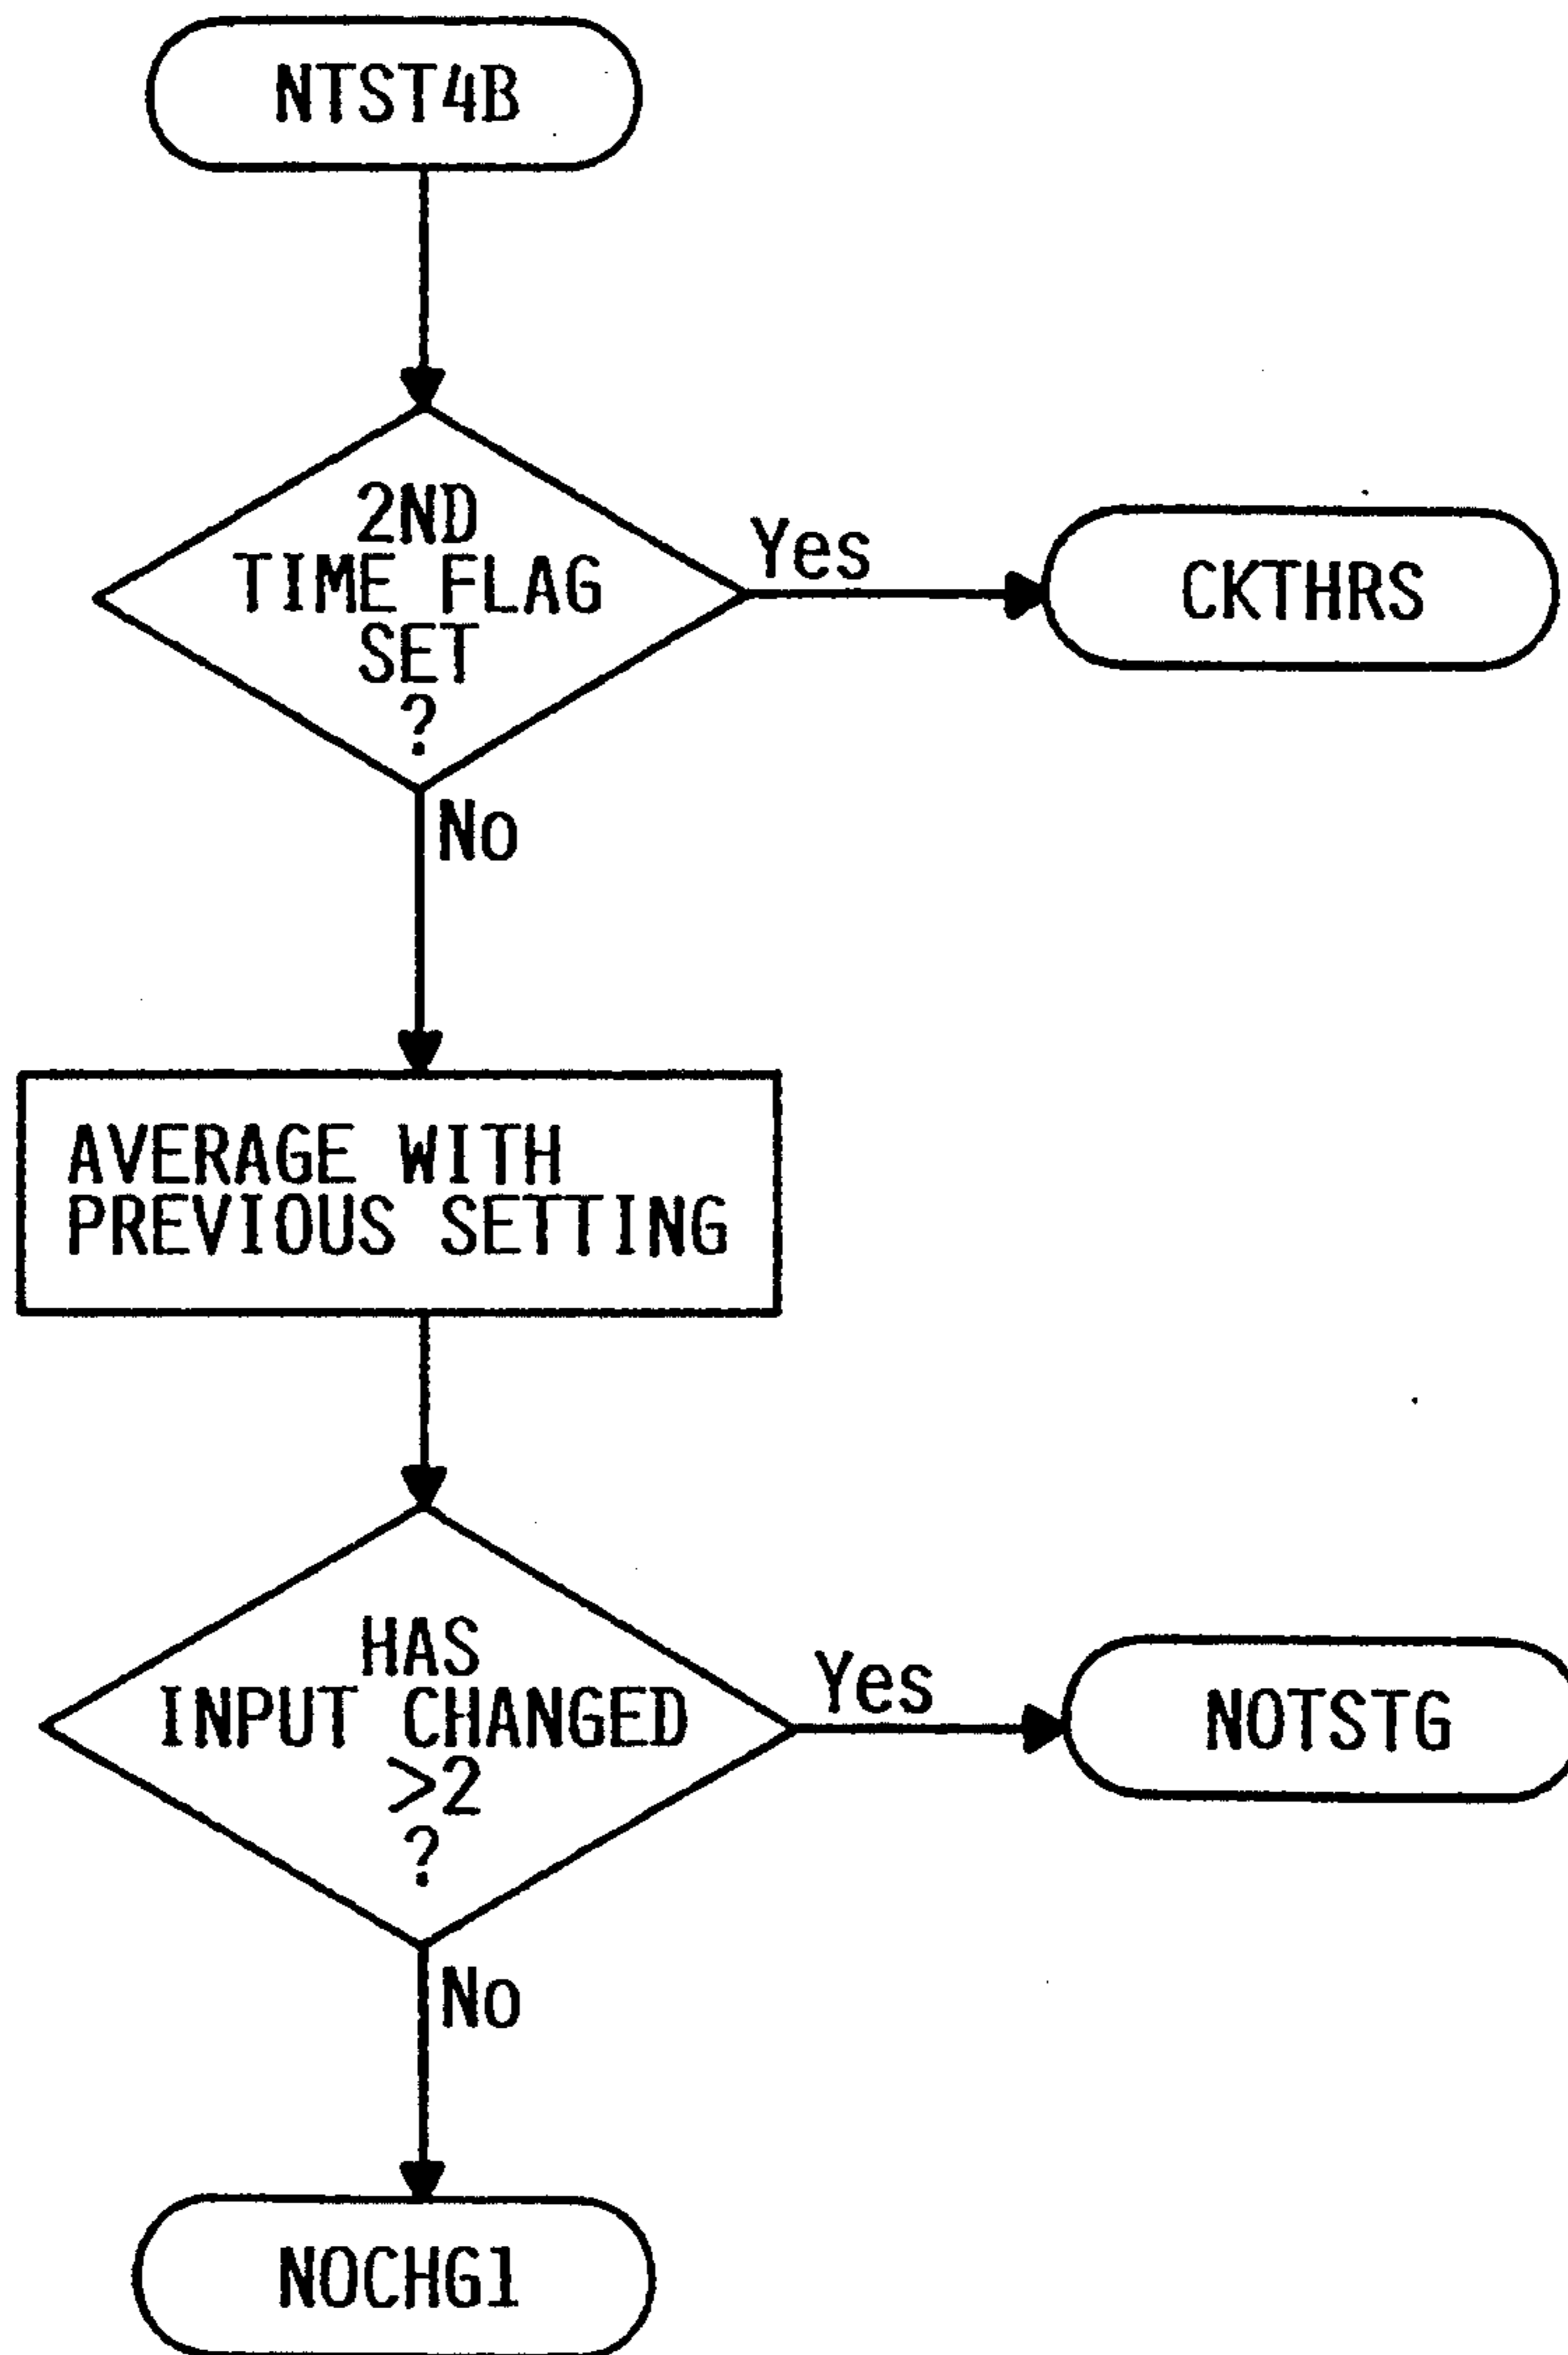 NTST4B
2ND
TIME FLAG
SET
?
Yes
CKTHRS
No
AVERAGE WITH
PREVIOUS SETTING
HAS
INPUT CHANGED
>2
?
Yes
NOTSTG
No
NOCHG1